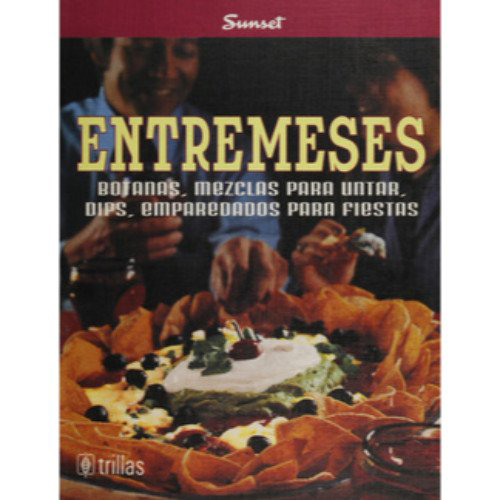 Sunset
ENTREMESES
BOTANAS, MEZCLAS PARA UNTAR,
DIPS, EMPAREDADOS PARA FIESTAS
trillas